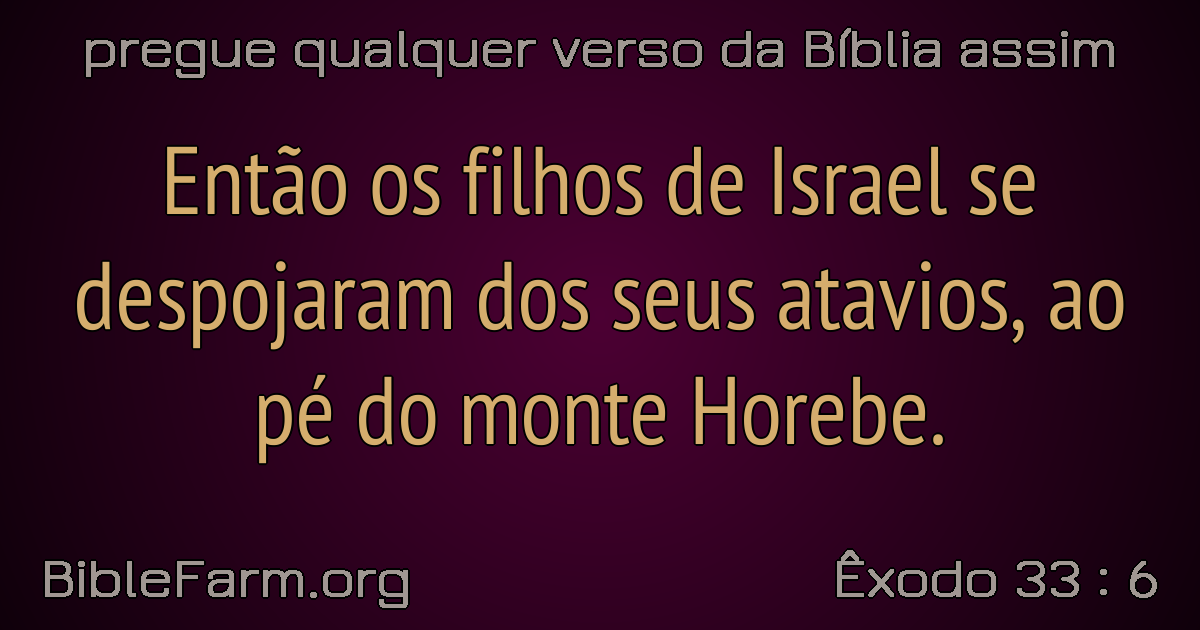 pregue qualquer verso da Bíblia assim
Então os filhos de Israel se
despojaram dos seus atavios, ao
pé do monte Horebe.
BibleFarm.org
Êxodo 33 : 6